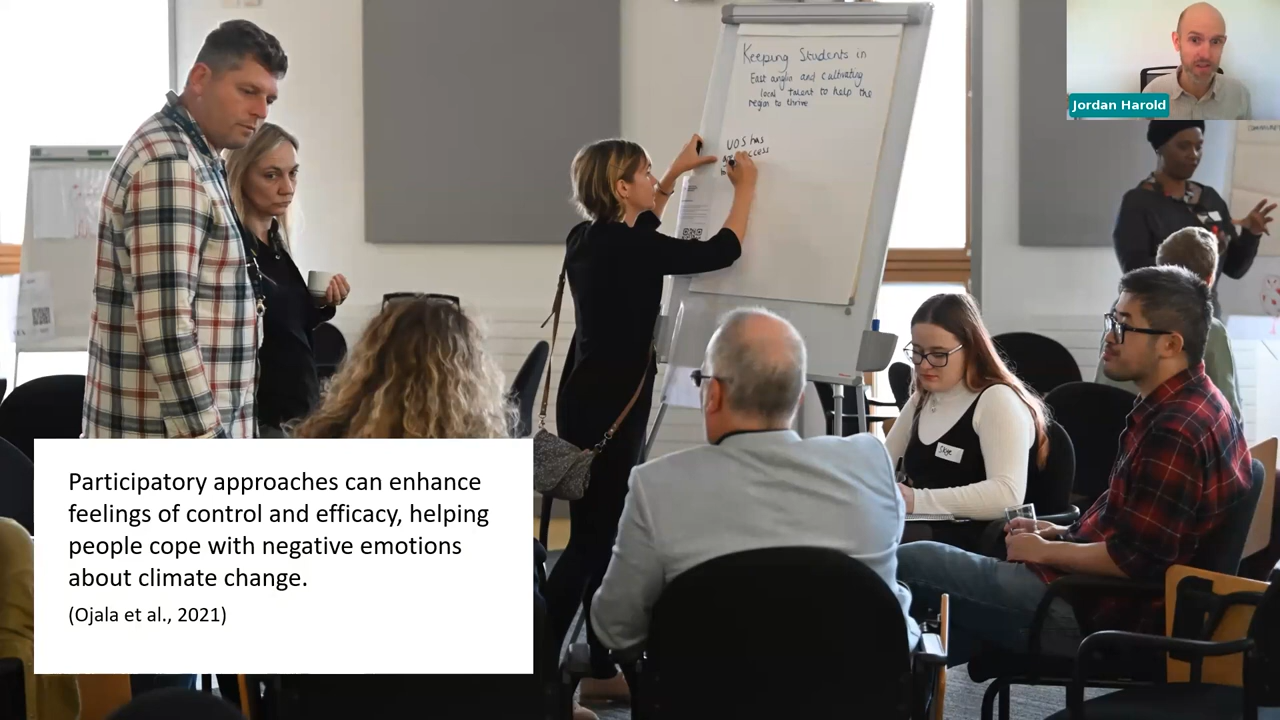 Keeping Students in
East anglia and cultivating
local talent to help the
region to thrive
UOS has
Jordan Harold
Skye
Participatory approaches can enhance
feelings of control and efficacy, helping
people cope with negative emotions
about climate change.
(Ojala et al., 2021)